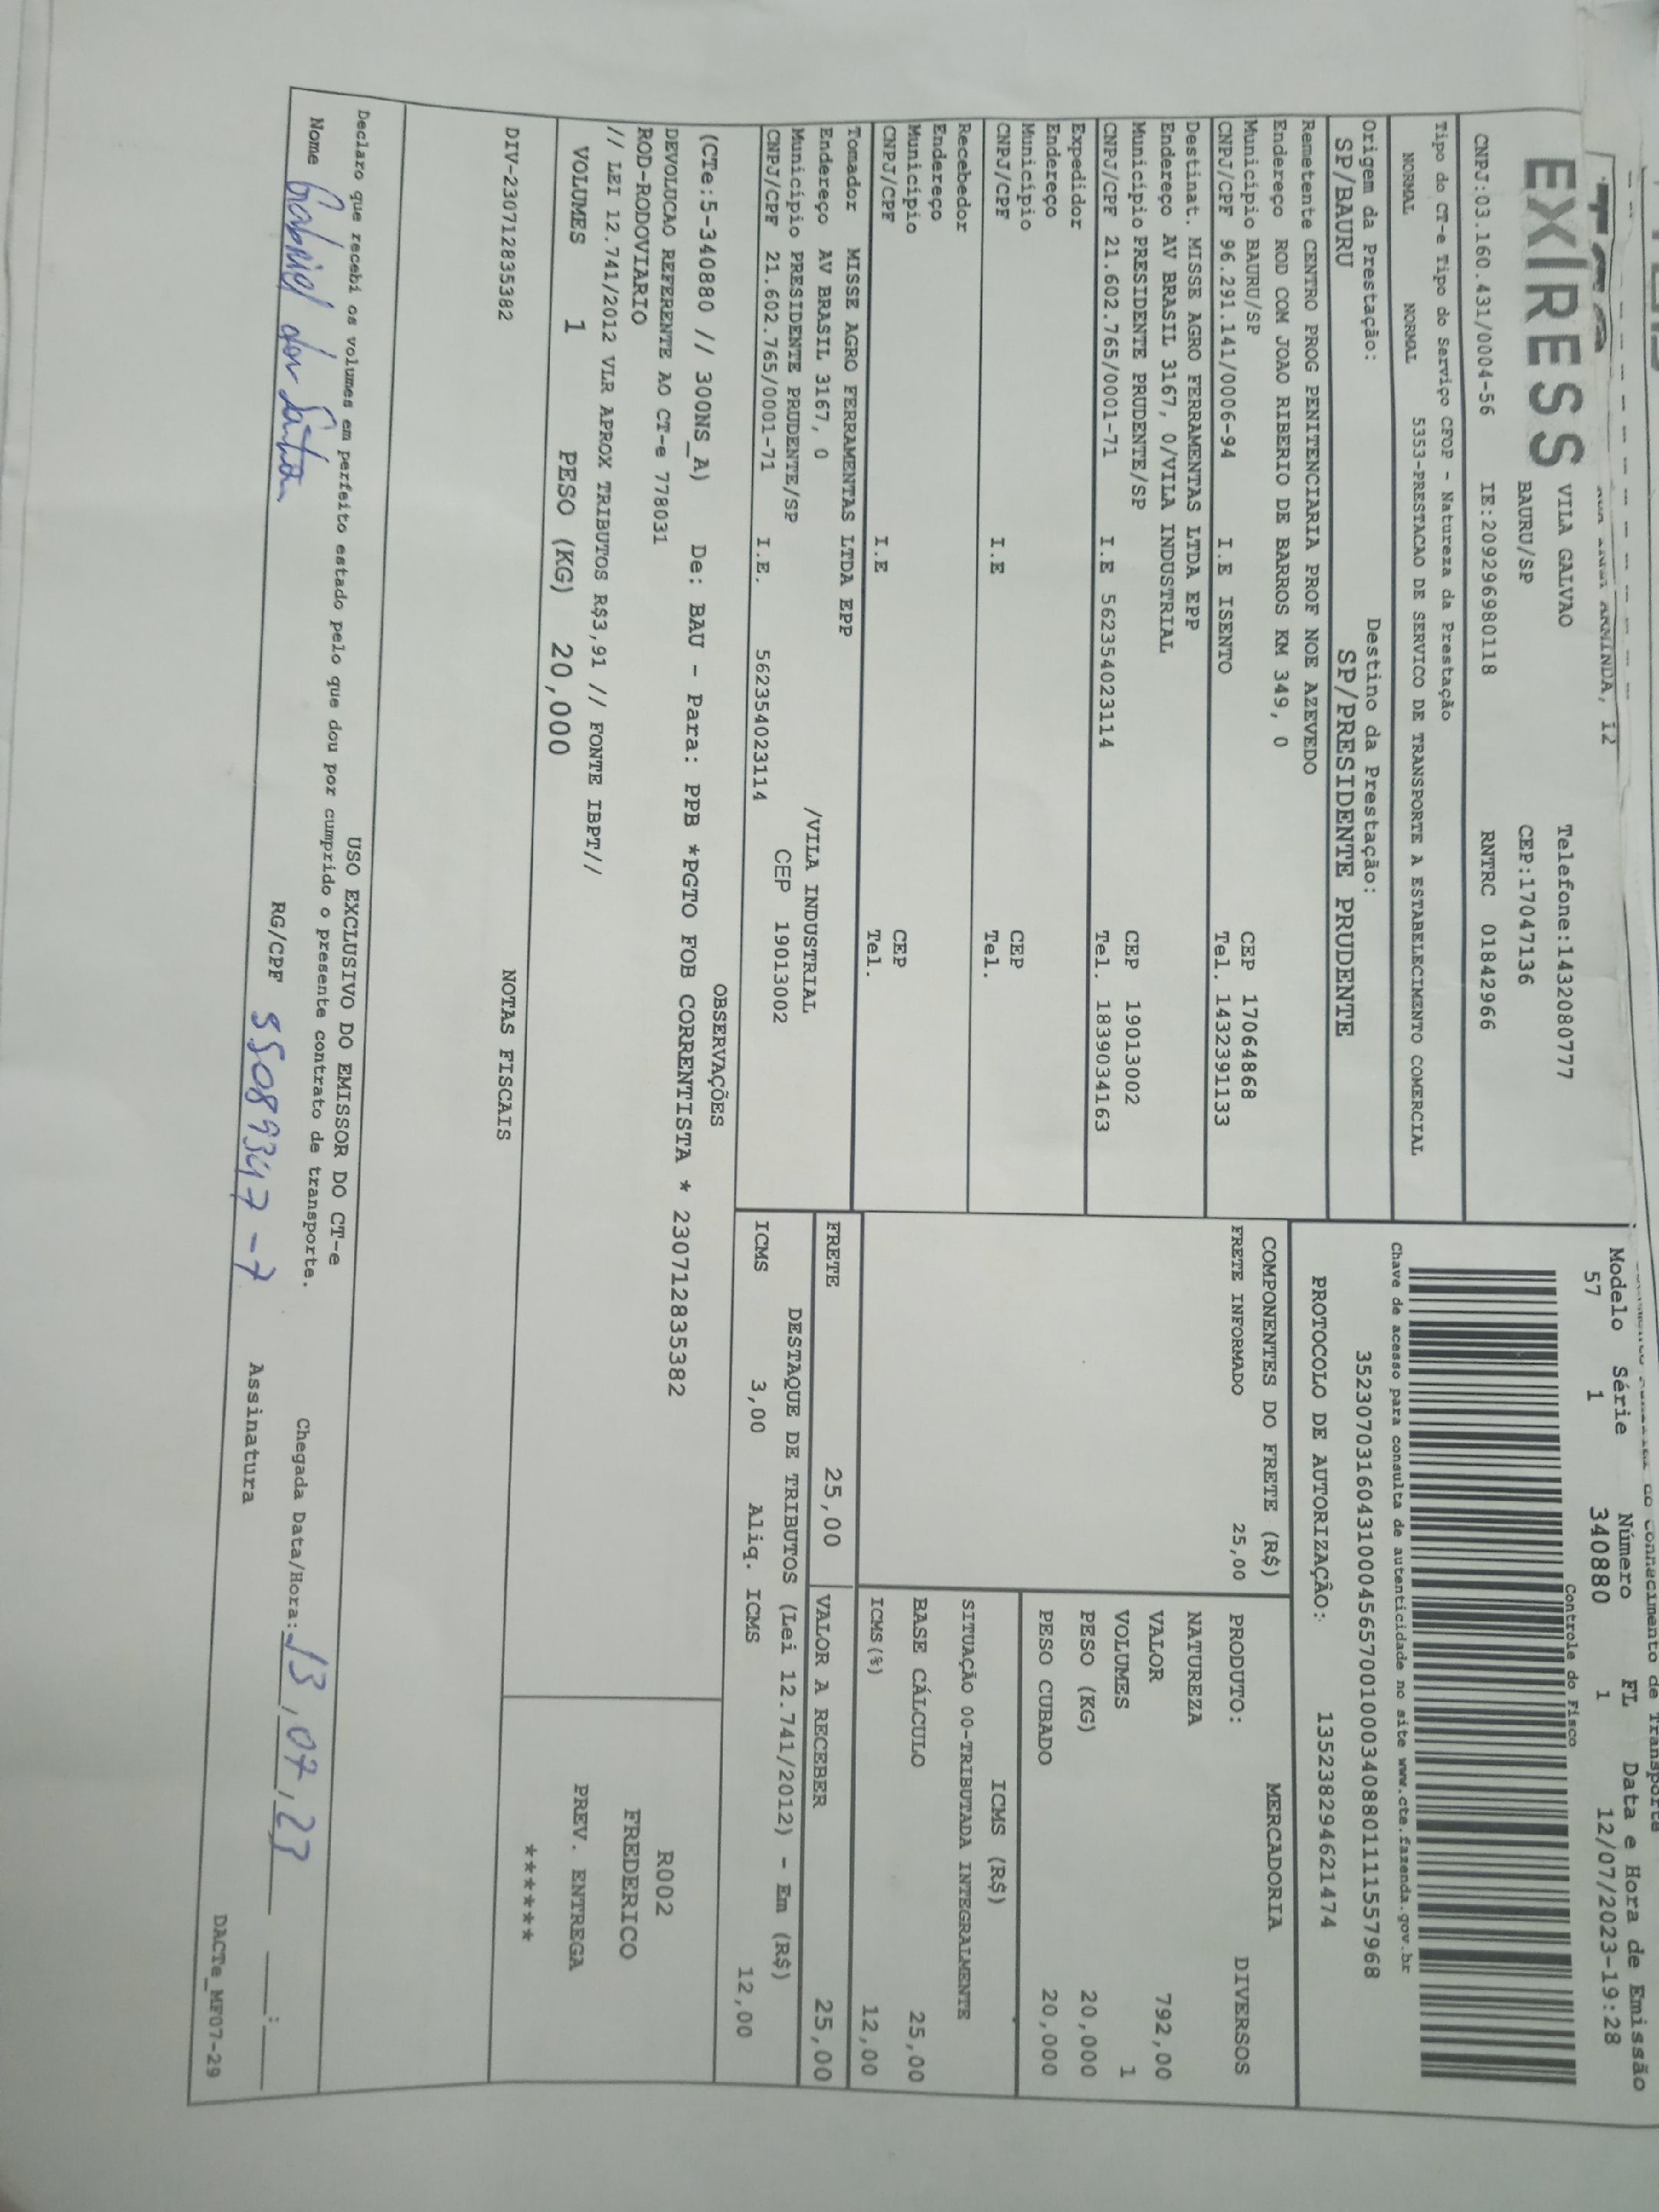 do Conhecimento de Transporte
Modelo Série Número FL Data e Hora de Emissão
57 1 340880 1 12/07/2023-19:28
Controle do Fisco
EXPRESS
ARMINDA, 12
VILA GALVAO Telefone:1432080777
BAURU/SP CEP:17047136
CNPJ:03.160.431/0004-56 IE:209296980118 RNTRC 01842966
Tipo do CT-e Tipo do Serviço CFOP - Natureza da Prestação
NORMAL NORMAL 5353-PRESTACAO DE SERVICO DE TRANSPORTE A ESTABELECIMENTO COMERCIAL
Chave de acesso para consulta de autenticidade no site www.cte.fazenda.gov.br
35230703160431000456570010003408801111557968
Origem da Prestação: Destino da Prestação:
SP/BAURU SP/PRESIDENTE PRUDENTE
PROTOCOLO DE AUTORIZAÇÃO: 135238294621474
Remetente CENTRO PROG PENITENCIARIA PROF NOE AZEVEDO
Endereço ROD COM JOAO RIBERIO DE BARROS KM 349, 0
Município BAURU/SP CEP 17064868
CNPJ/CPF 96.291.141/0006-94 I.E ISENTO Tel. 1432391133
Destinat. MISSE AGRO FERRAMENTAS LTDA EPP
Endereço AV BRASIL 3167, 0/VILA INDUSTRIAL
Município PRESIDENTE PRUDENTE/SP CEP 19013002
CNPJ/CPF 21.602.765/0001-71 I.E 562354023114 Tel. 1839034163
Expedidor
Endereço
Município CEP
CNPJ/CPF I.E Tel.
Recebedor
Endereço
Município CEP
CNPJ/CPF I.E Tel.
Tomador MISSE AGRO FERRAMENTAS LTDA EPP
Endereço AV BRASIL 3167, 0 /VILA INDUSTRIAL
Município PRESIDENTE PRUDENTE/SP CEP 19013002
CNPJ/CPF 21.602.765/0001-71 I.E. 562354023114
COMPONENTES DO FRETE (R$)
FRETE INFORMADO 25,00
MERCADORIA
PRODUTO: DIVERSOS
NATUREZA
VALOR 792,00
VOLUMES 1
PESO (KG) 20,000
PESO CUBADO 20,000
ICMS (R$)
SITUAÇÃO 00-TRIBUTADA INTEGRALMENTE
BASE CÁLCULO 25,00
ICMS(%) 12,00
FRETE 25,00 VALOR A RECEBER 25,00
DESTAQUE DE TRIBUTOS (Lei 12.741/2012) - Em (R$)
ICMS 3,00 Aliq. ICMS 12,00
OBSERVAÇÕES
(CTe:5-340880 // 300NS_A) De: BAU - Para: PPB *PGTO FOB CORRENTISTA * 230712835382
DEVOLUCAO REFERENTE AO CT-e 778031
ROD-RODOVIARIO
// LEI 12.741/2012 VLR APROX TRIBUTOS R$3,91 // FONTE IBPT//
VOLUMES 1 PESO (KG) 20,000
R002
FREDERICO
PREV. ENTREGA
******
NOTAS FISCAIS
DIV-230712835382
USO EXCLUSIVO DO EMISSOR DO CT-e
Declaro que recebi os volumes em perfeito estado pelo que dou por cumprido o presente contrato de transporte.
Nome Gabriel dos Santos RG/CPF 55089347-7 Assinatura
Chegada Data/Hora: 13,07,23 :
DACTe_MF07-29